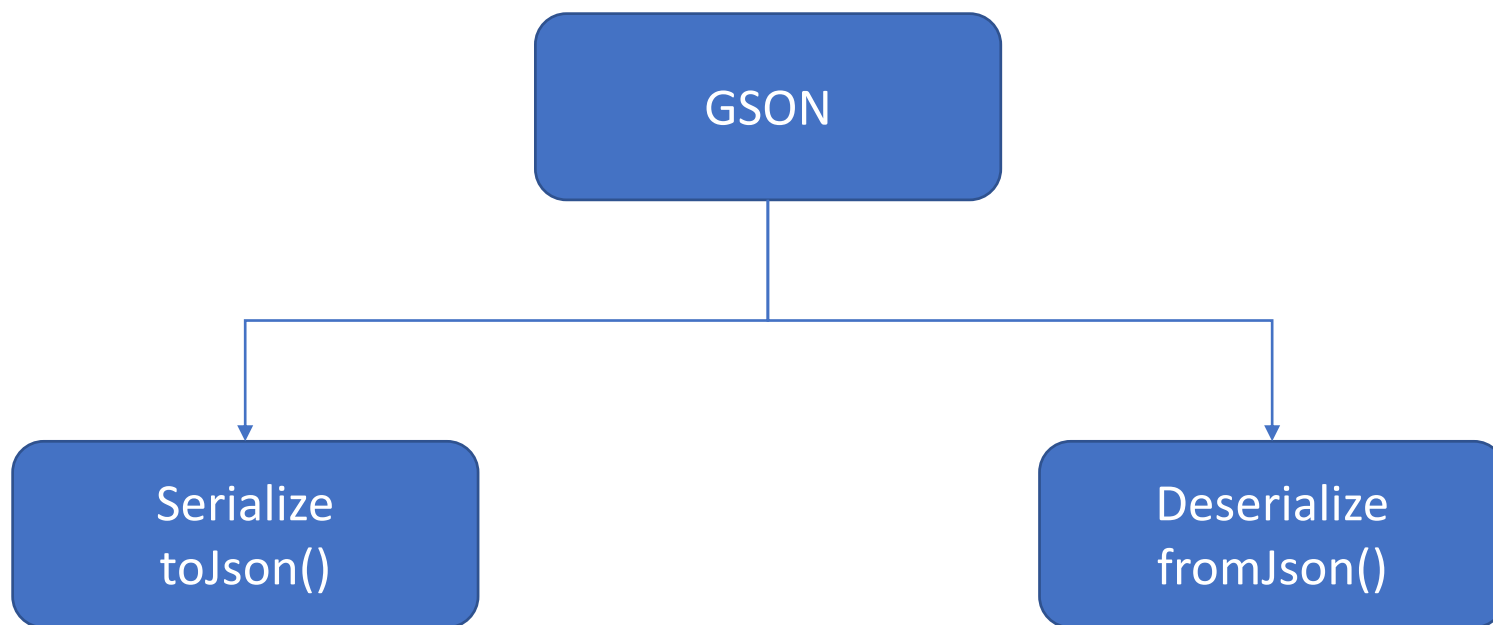 GSON
Serialize
toJson()
Deserialize
fromJson()